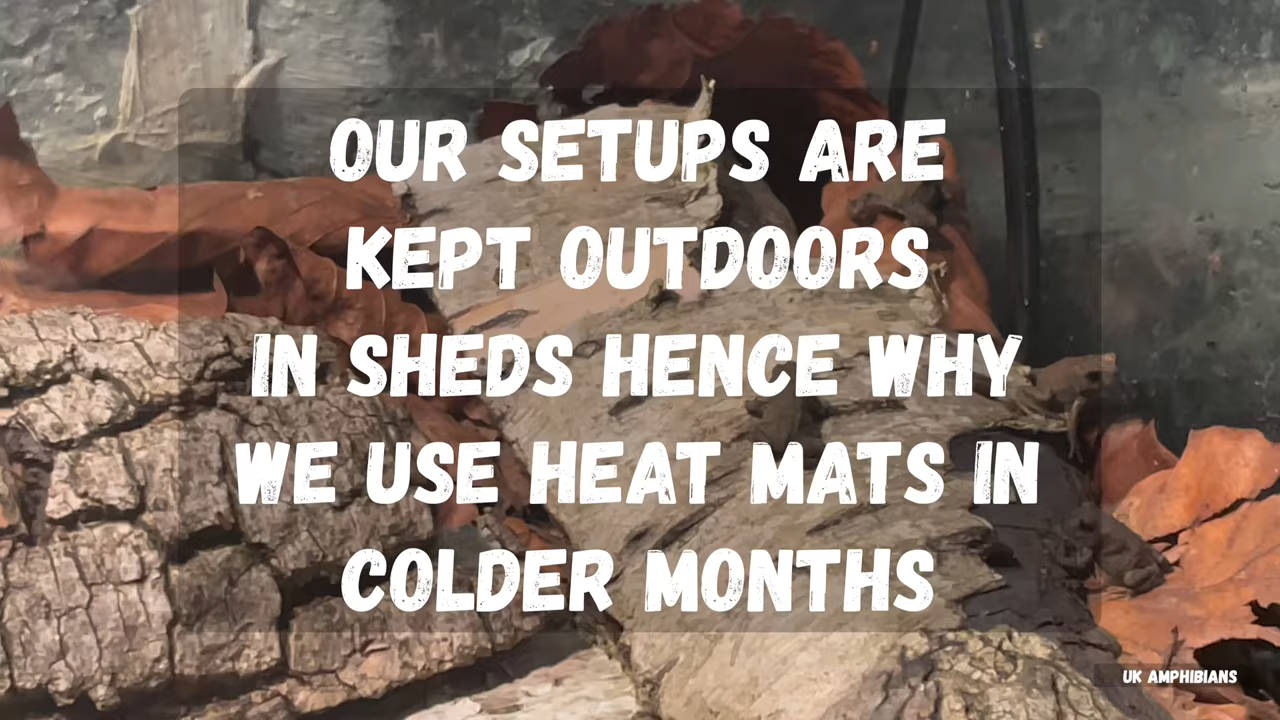 OUR SETUPS ARE
KEPT OUTDOORS
IN SHEDS HENCE WHY
WE USE HEAT MATS IN
COLDER MONTHS
UK AMPHIBIANS